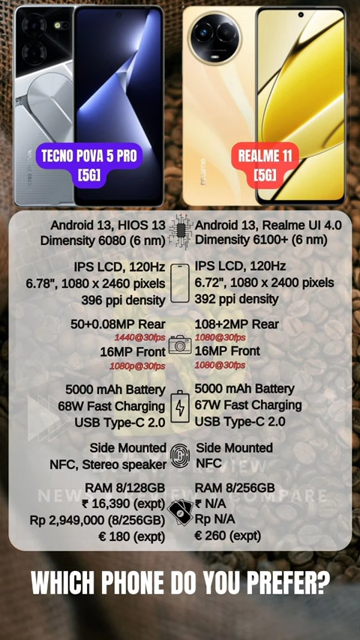 TECNO POVA 5 PRO
[5G]
REALME 11
[5G]
Android 13, HIOS 13
Dimensity 6080 (6 nm)
Android 13, Realme UI 4.0
Dimensity 6100+ (6 nm)
IPS LCD, 120Hz
6.78", 1080 x 2460 pixels
396 ppi density
IPS LCD, 120Hz
6.72", 1080 x 2400 pixels
392 ppi density
50+0.08MP Rear
1440@30fps
16MP Front
1080p@30fps
108+2MP Rear
1080@30fps
16MP Front
1080@30fps
5000 mAh Battery
68W Fast Charging
USB Type-C 2.0
5000 mAh Battery
67W Fast Charging
USB Type-C 2.0
Side Mounted
NFC, Stereo speaker
Side Mounted
NFC
RAM 8/128GB
₹ 16,390 (expt)
Rp 2,949,000 (8/256GB)
€ 180 (expt)
RAM 8/256GB
₹ N/A
Rp N/A
€ 260 (expt)
WHICH PHONE DO YOU PREFER?